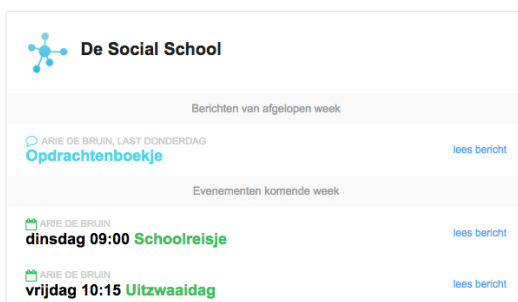 De Social School
Berichten van afgelopen week
ARIE DE BRUIN, LAST DONDERDAG
Opdrachtenboekje
lees bericht
Evenementen komende week
ARIE DE BRUIN
dinsdag 09:00 Schoolreisje
lees bericht
ARIE DE BRUIN
vrijdag 10:15 Uitzwaaidag
lees bericht